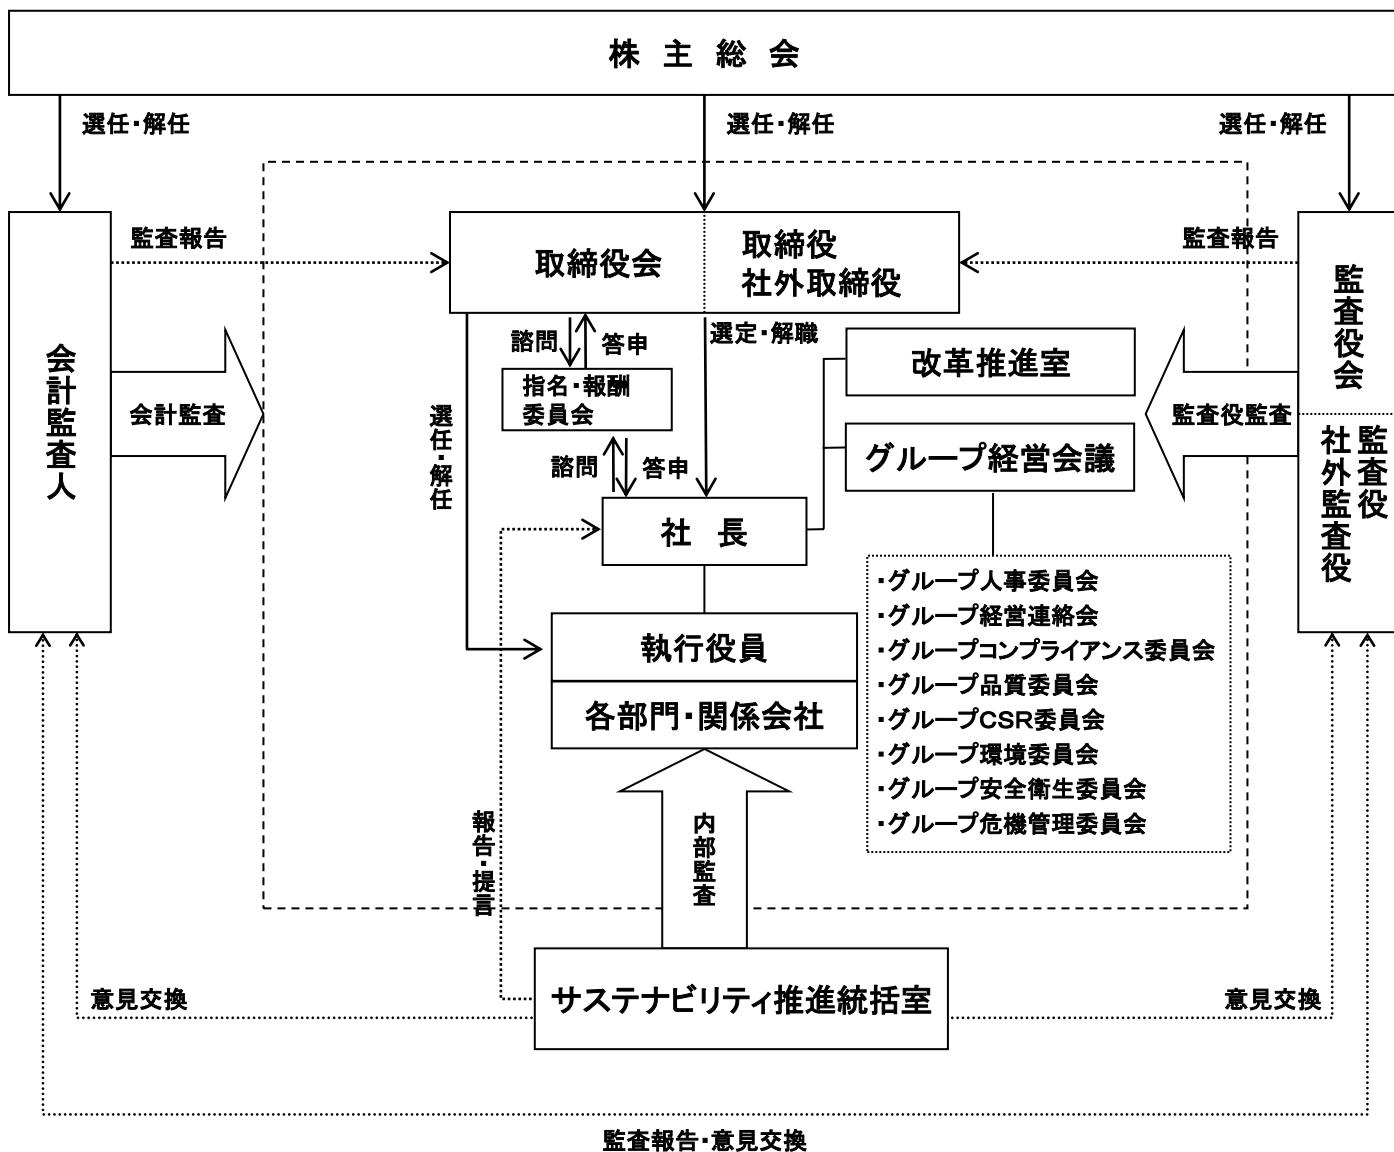 株　主　総　会
選任・解任
選任・解任
選任・解任
監査報告
取締役会
取締役
社外取締役
監査報告
会計監査人
監査役会
監査役
社外監査役
諮問
答申
選定・解職
改革推進室
指名・報酬
委員会
会計監査
選任・解任
監査役監査
グループ経営会議
諮問
答申
社　長
・グループ人事委員会
・グループ経営連絡会
・グループコンプライアンス委員会
・グループ品質委員会
・グループCSR委員会
・グループ環境委員会
・グループ安全衛生委員会
・グループ危機管理委員会
執行役員
各部門・関係会社
報告・提言
内部監査
サステナビリティ推進統括室
意見交換
意見交換
監査報告・意見交換